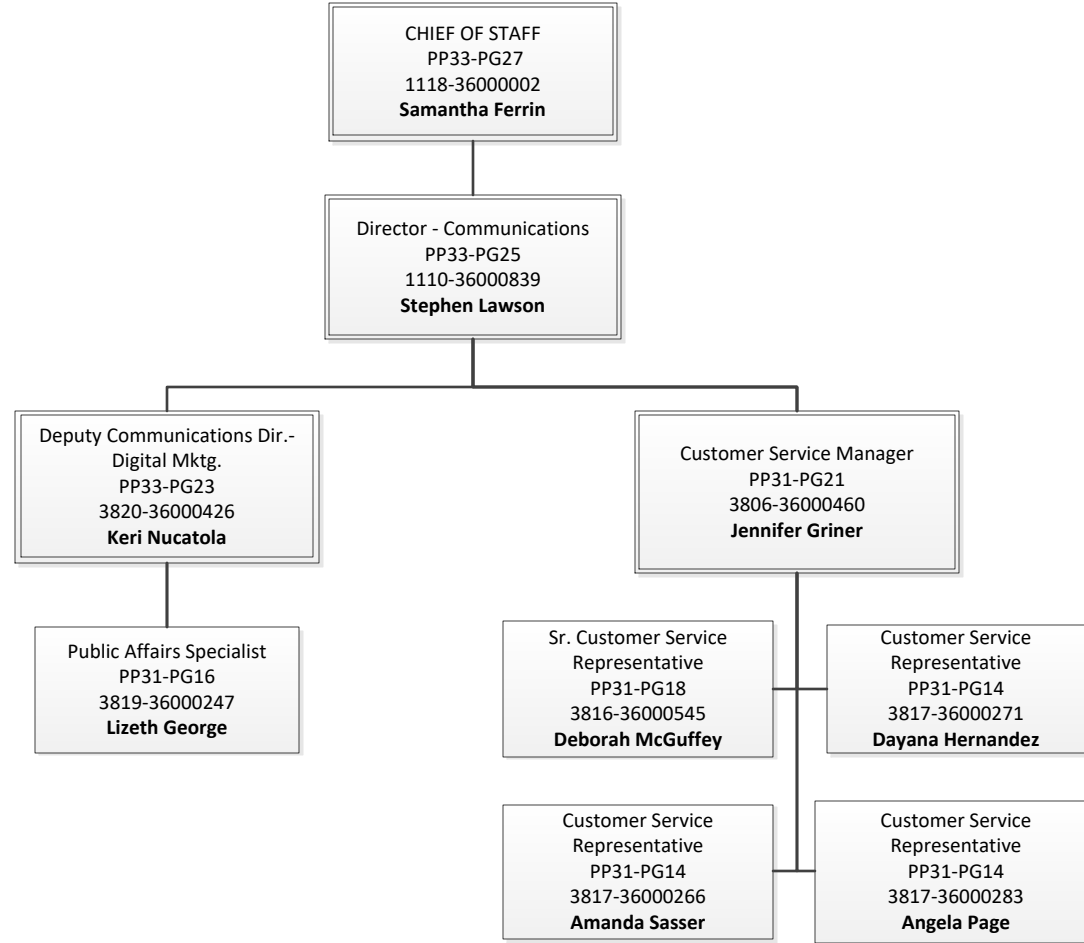 CHIEF OF STAFF
PP33-PG27
1118-36000002
Samantha Ferrin
Director - Communications
PP33-PG25
1110-36000839
Stephen Lawson
Deputy Communications Dir.-
Digital Mktg.
PP33-PG23
3820-36000426
Keri Nucatola
Customer Service Manager
PP31-PG21
3806-36000460
Jennifer Griner
Public Affairs Specialist
PP31-PG16
3819-36000247
Lizeth George
Sr. Customer Service
Representative
PP31-PG18
3816-36000545
Deborah McGuffey
Customer Service
Representative
PP31-PG14
3817-36000271
Dayana Hernandez
Customer Service
Representative
PP31-PG14
3817-36000266
Amanda Sasser
Customer Service
Representative
PP31-PG14
3817-36000283
Angela Page